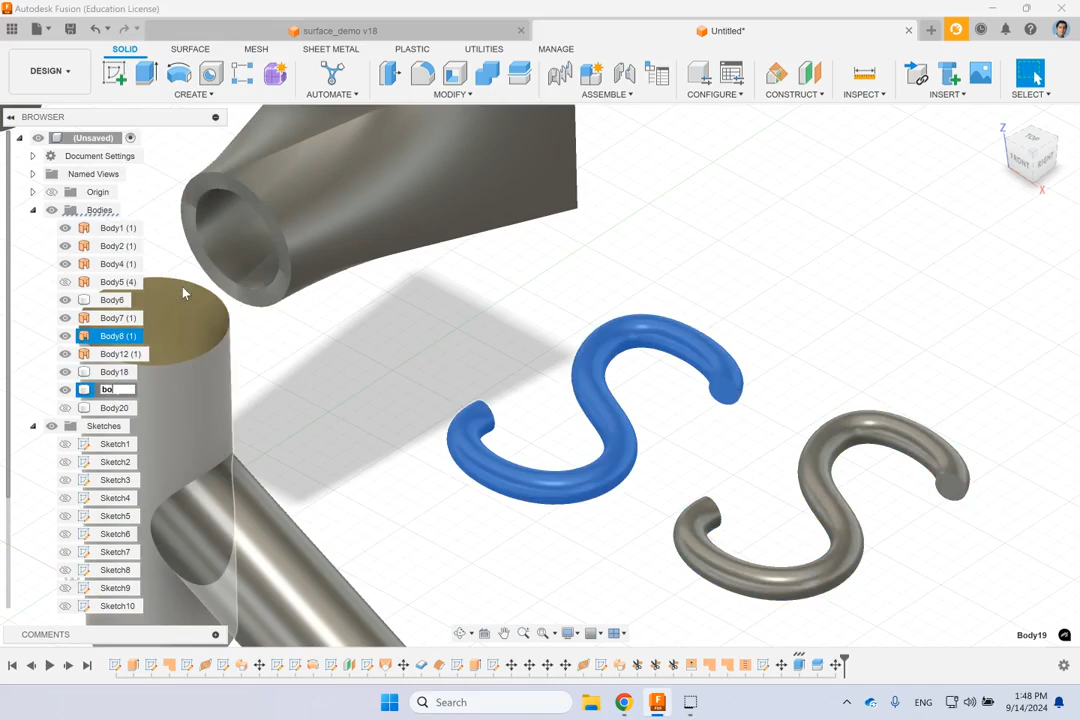 Autodesk Fusion (Education License)
surface_demo v18
Untitled*
DESIGN
SOLID SURFACE MESH SHEET METAL PLASTIC UTILITIES MANAGE
CREATE AUTOMATE MODIFY ASSEMBLE CONFIGURE CONSTRUCT INSPECT INSERT SELECT
BROWSER
(Unsaved)
Document Settings
Named Views
Origin
Bodies
Body1 (1)
Body2 (1)
Body4 (1)
Body5 (4)
Body6
Body7 (1)
Body8 (1)
Body12 (1)
Body18
bo
Body20
Sketches
Sketch1
Sketch2
Sketch3
Sketch4
Sketch5
Sketch6
Sketch7
Sketch8
Sketch9
Sketch10
Z
TOP
FRONT
RIGHT
X
COMMENTS
Body19
Search
ENG
1:48 PM
9/14/2024